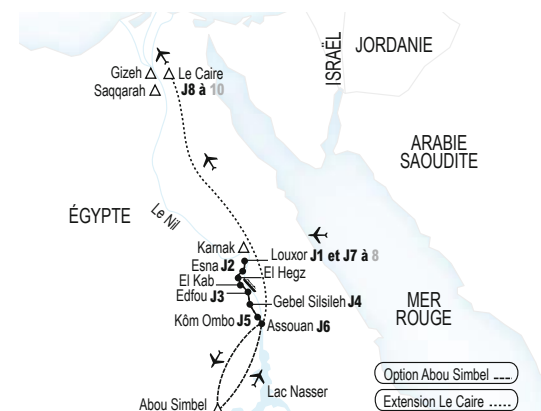 ISRAËL
JORDANIE
Gizeh
Le Caire
Saqqarah
J8 à 10
ARABIE
SAOUDITE
ÉGYPTE
Le Nil
Karnak
Louxor J1 et J7 à 8
Esna J2
El Hegz
El Kab
Edfou J3
Gebel Silsileh J4
MER
ROUGE
Kôm Ombo J5
Assouan J6
Option Abou Simbel
Lac Nasser
Extension Le Caire
Abou Simbel